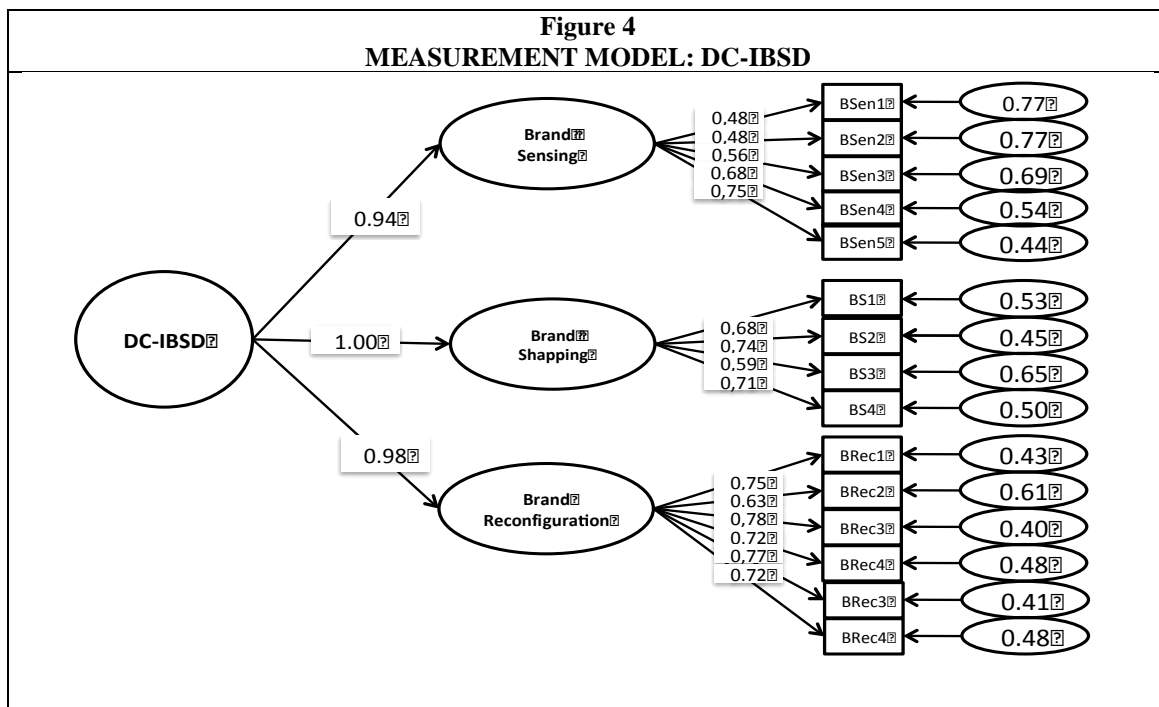 Figure 4
MEASUREMENT MODEL: DC-IBSD
DC-IBSD
0.94
1.00
0.98
Brand
Sensing
0,48
0,48
0,56
0,68
0,75
BSen1
BSen2
BSen3
BSen4
BSen5
0.77
0.77
0.69
0.54
0.44
Brand
Shapping
0,68
0,74
0,59
0,71
BS1
BS2
BS3
BS4
0.53
0.45
0.65
0.50
Brand
Reconfiguration
0,75
0,63
0,78
0,72
0,77
0.72
BRec1
BRec2
BRec3
BRec4
BRec3
BRec4
0.43
0.61
0.40
0.48
0.41
0.48